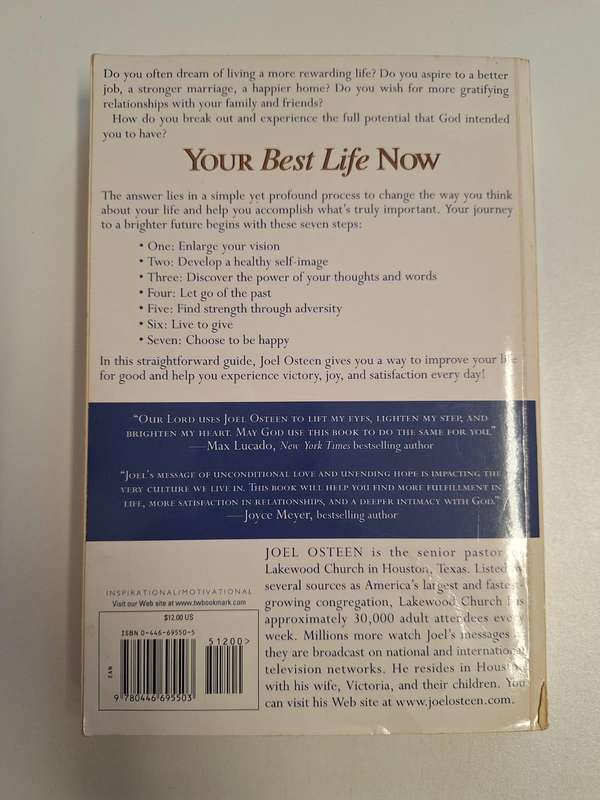 Do you often dream of living a more rewarding life? Do you aspire to a better
job, a stronger marriage, a happier home? Do you wish for more gratifying
relationships with your family and friends?
How do you break out and experience the full potential that God intended
you to have?
YOUR Best Life NOW
The answer lies in a simple yet profound process to change the way you think
about your life and help you accomplish what's truly important. Your journey
to a brighter future begins with these seven steps:
• One: Enlarge your vision
• Two: Develop a healthy self-image
• Three: Discover the power of your thoughts and words
• Four: Let go of the past
• Five: Find strength through adversity
• Six: Live to give
• Seven: Choose to be happy
In this straightforward guide, Joel Osteen gives you a way to improve your life
for good and help you experience victory, joy, and satisfaction every day!
"OUR LORD USES JOEL OSTEEN TO LIFT MY EYES, LIGHTEN MY STEP, AND
BRIGHTEN MY HEART. MAY GOD USE THIS BOOK TO DO THE SAME FOR YOU."
—Max Lucado, New York Times bestselling author
"JOEL'S MESSAGE OF UNCONDITIONAL LOVE AND UNENDING HOPE IS IMPACTING THE
VERY CULTURE WE LIVE IN. THIS BOOK WILL HELP YOU FIND MORE FULFILLMENT IN
LIFE, MORE SATISFACTION IN RELATIONSHIPS, AND A DEEPER INTIMACY WITH GOD."
—Joyce Meyer, bestselling author
JOEL OSTEEN is the senior pastor
Lakewood Church in Houston, Texas. Listed
several sources as America's largest and fastest-
growing congregation, Lakewood Church has
approximately 30,000 adult attendees every
week. Millions more watch Joel's messages
they are broadcast on national and international
television networks. He resides in Houston
with his wife, Victoria, and their children. You
can visit his Web site at www.joelosteen.com.
INSPIRATIONAL/MOTIVATIONAL
Visit our Web site at www.twbookmark.com
$12.00 US
ISBN 0-446-69550-5
51200>
ZAN
9 780446 695503